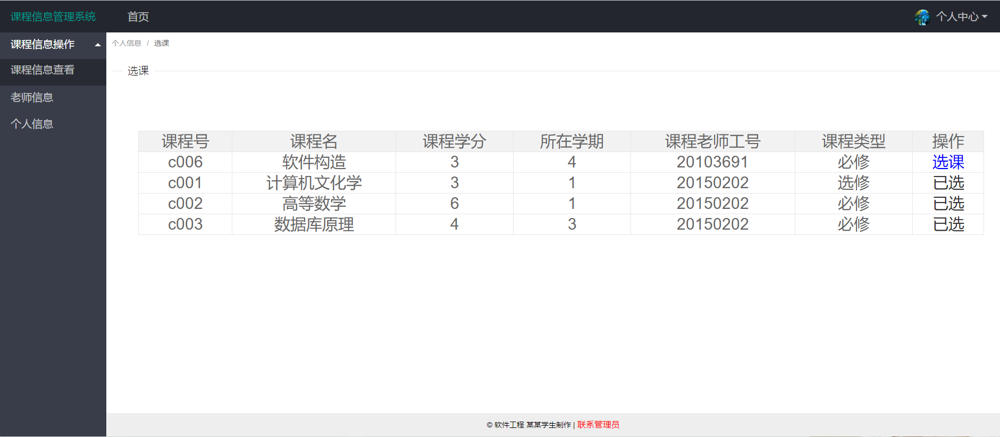 课程信息管理系统 首页 个人中心
课程信息操作
课程信息查看
老师信息
个人信息
个人信息 / 选课
选课
课程号 课程名 课程学分 所在学期 课程老师工号 课程类型 操作
c006 软件构造 3 4 20103691 必修 选课
c001 计算机文化学 3 1 20150202 选修 已选
c002 高等数学 6 1 20150202 必修 已选
c003 数据库原理 4 3 20150202 必修 已选
© 软件工程 某某学生制作 | 联系管理员